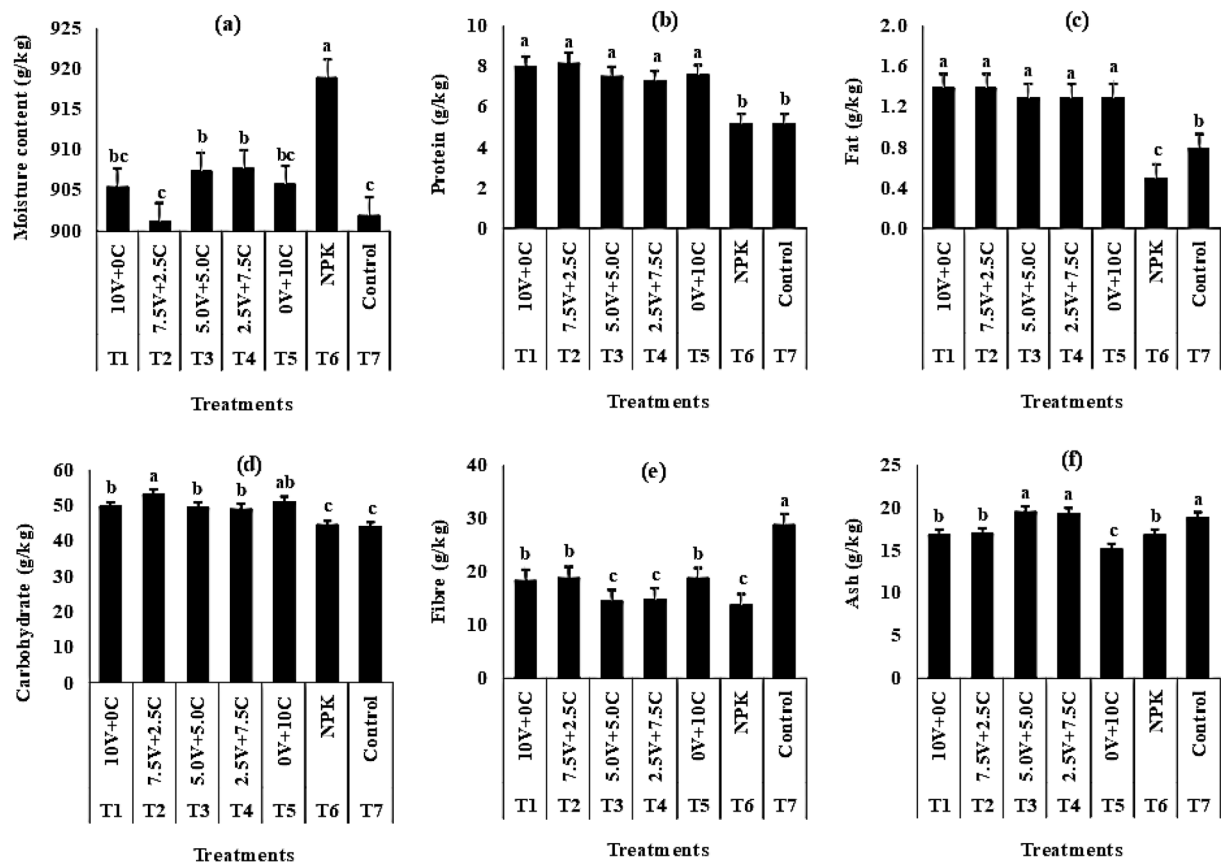 (a)
Moisture content (g/kg)
925
920
915
910
905
900
bc
c
b
b
bc
a
c
10V+0C
7.5V+2.5C
5.0V+5.0C
2.5V+7.5C
0V+10C
NPK
Control
T1 T2 T3 T4 T5 T6 T7
Treatments
(b)
Protein (g/kg)
10
8
6
4
2
0
a
a
a
a
a
b
b
10V+0C
7.5V+2.5C
5.0V+5.0C
2.5V+7.5C
0V+10C
NPK
Control
T1 T2 T3 T4 T5 T6 T7
Treatments
(c)
Fat (g/kg)
2.0
1.6
1.2
0.8
0.4
0.0
a
a
a
a
a
c
b
10V+0C
7.5V+2.5C
5.0V+5.0C
2.5V+7.5C
0V+10C
NPK
Control
T1 T2 T3 T4 T5 T6 T7
Treatments
(d)
Carbohydrate (g/kg)
60
50
40
30
20
10
0
b
a
b
b
ab
c
c
10V+0C
7.5V+2.5C
5.0V+5.0C
2.5V+7.5C
0V+10C
NPK
Control
T1 T2 T3 T4 T5 T6 T7
Treatments
(e)
Fibre (g/kg)
40
30
20
10
0
b
b
c
c
b
c
a
10V+0C
7.5V+2.5C
5.0V+5.0C
2.5V+7.5C
0V+10C
NPK
Control
T1 T2 T3 T4 T5 T6 T7
Treatments
(f)
Ash (g/kg)
25
20
15
10
5
0
b
b
a
a
c
b
a
10V+0C
7.5V+2.5C
5.0V+5.0C
2.5V+7.5C
0V+10C
NPK
Control
T1 T2 T3 T4 T5 T6 T7
Treatments